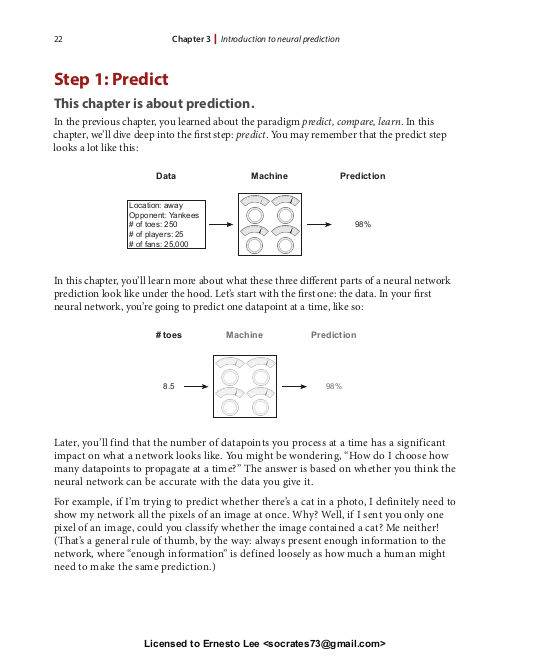 22
Chapter 3 | Introduction to neural prediction
Step 1: Predict
This chapter is about prediction.
In the previous chapter, you learned about the paradigm predict, compare, learn. In this
chapter, we'll dive deep into the first step: predict. You may remember that the predict step
looks a lot like this:
Data Machine Prediction
Location: away
Opponent: Yankees
# of toes: 250
# of players: 25
# of fans: 25,000
98%
In this chapter, you'll learn more about what these three different parts of a neural network
prediction look like under the hood. Let's start with the first one: the data. In your first
neural network, you're going to predict one datapoint at a time, like so:
# toes Machine Prediction
8.5 98%
Later, you'll find that the number of datapoints you process at a time has a significant
impact on what a network looks like. You might be wondering, “How do I choose how
many datapoints to propagate at a time?” The answer is based on whether you think the
neural network can be accurate with the data you give it.
For example, if I'm trying to predict whether there's a cat in a photo, I definitely need to
show my network all the pixels of an image at once. Why? Well, if I sent you only one
pixel of an image, could you classify whether the image contained a cat? Me neither!
(That's a general rule of thumb, by the way: always present enough information to the
network, where “enough information” is defined loosely as how much a human might
need to make the same prediction.)
Licensed to Ernesto Lee <socrates73@gmail.com>